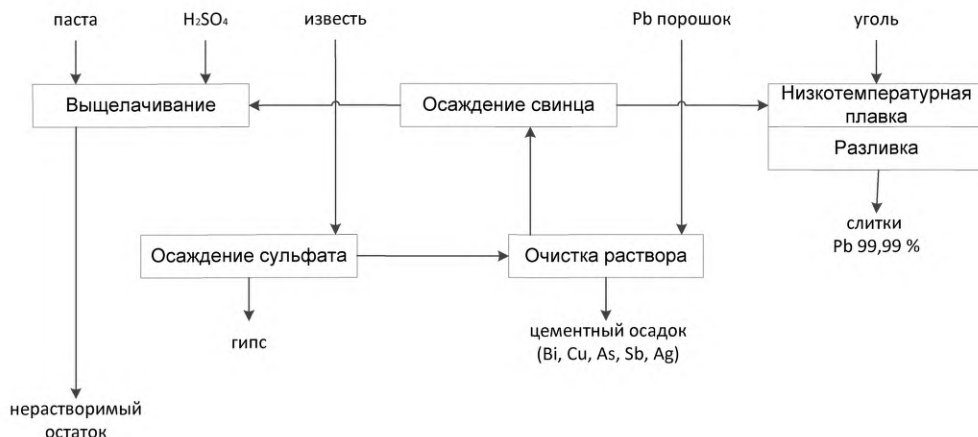 паста
H₂SO₄
известь
Pb порошок
уголь
Выщелачивание
Осаждение свинца
Низкотемпературная
плавка
Разливка
слитки
Pb 99,99 %
Осаждение сульфата
Очистка раствора
гипс
цементный осадок
(Bi, Cu, As, Sb, Ag)
нерастворимый
остаток